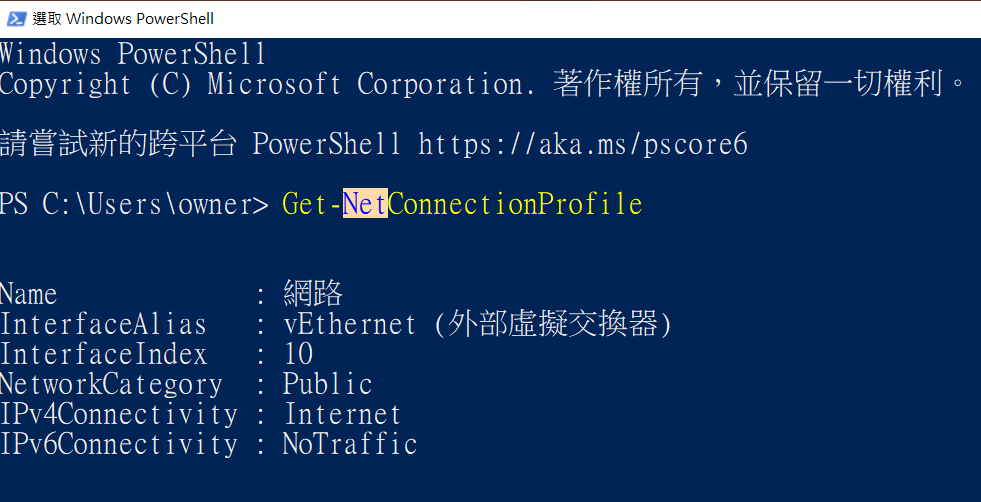 選取 Windows PowerShell
Windows PowerShell
Copyright (C) Microsoft Corporation. 著作權所有，並保留一切權利。
請嘗試新的跨平台 PowerShell https://aka.ms/pscore6
PS C:\Users\owner> Get-NetConnectionProfile
Name             : 網路
InterfaceAlias   : vEthernet (外部虛擬交換器)
InterfaceIndex   : 10
NetworkCategory  : Public
IPv4Connectivity : Internet
IPv6Connectivity : NoTraffic